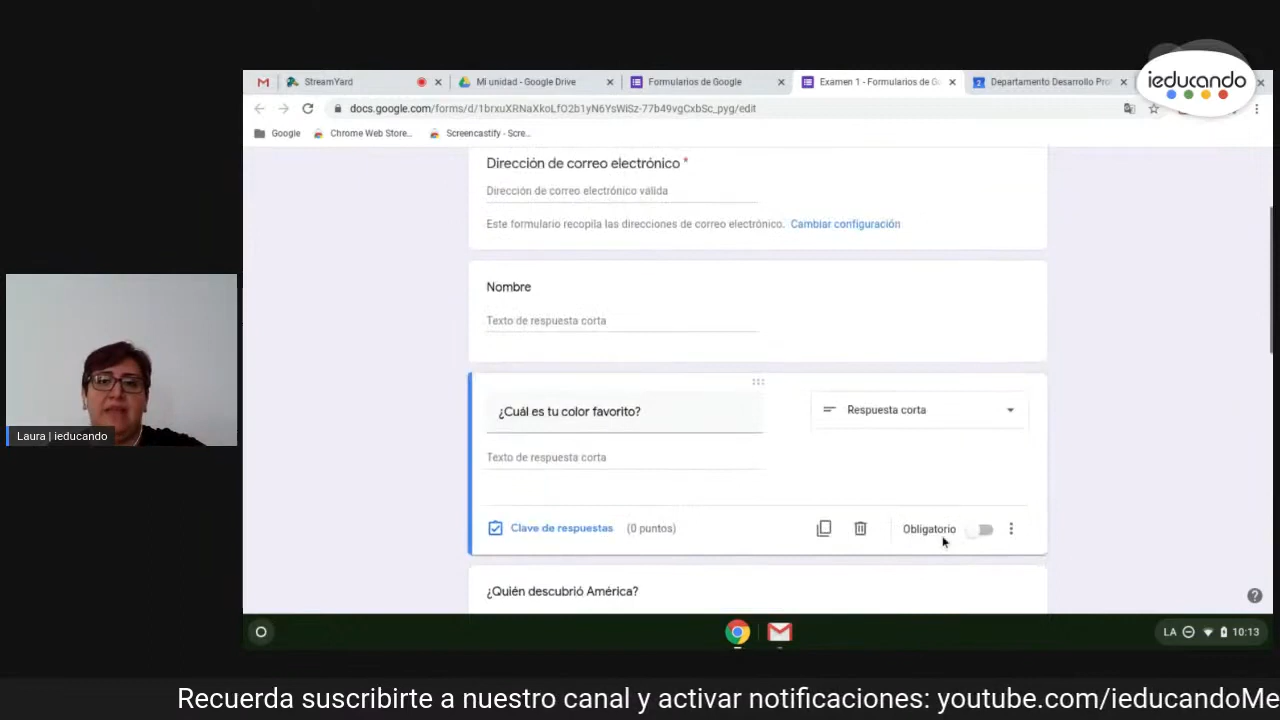 ieducando
StreamYard
Mi unidad - Google Drive
Formularios de Google
Examen 1 - Formularios de G
Departamento Desarrollo Pro
docs.google.com/forms/d/1brxuXRNaXkoLfO2b1yN6YsWiSz-77b49vgCxbSc_pyg/edit
Google
Chrome Web Store...
Screencastify - Scre...
Dirección de correo electrónico *
Dirección de correo electrónico válida
Este formulario recopila las direcciones de correo electrónico. Cambiar configuración
Nombre
Texto de respuesta corta
¿Cuál es tu color favorito?
Respuesta corta
Texto de respuesta corta
Clave de respuestas (0 puntos)
Obligatorio
¿Quién descubrió América?
Laura | ieducando
LA 10:13
Recuerda suscribirte a nuestro canal y activar notificaciones: youtube.com/ieducandoMe